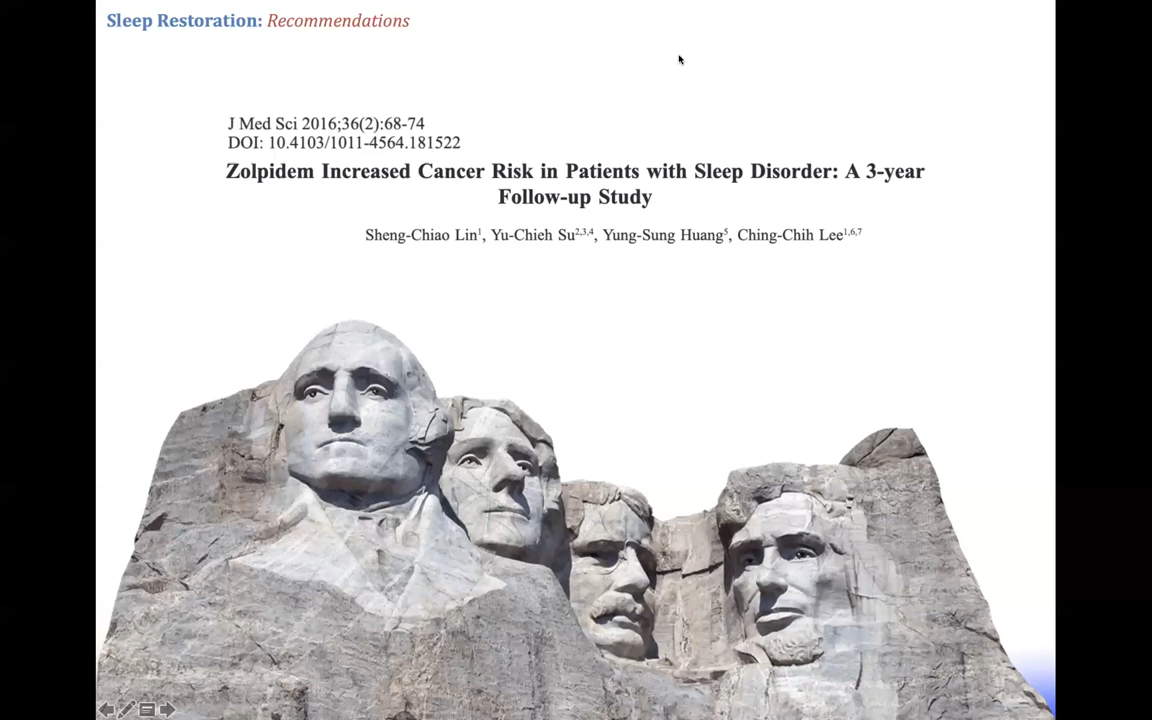 Sleep Restoration: Recommendations
J Med Sci 2016;36(2):68-74
DOI: 10.4103/1011-4564.181522
Zolpidem Increased Cancer Risk in Patients with Sleep Disorder: A 3-year
Follow-up Study
Sheng-Chiao Lin1, Yu-Chieh Su2,3,4, Yung-Sung Huang5, Ching-Chih Lee1,6,7